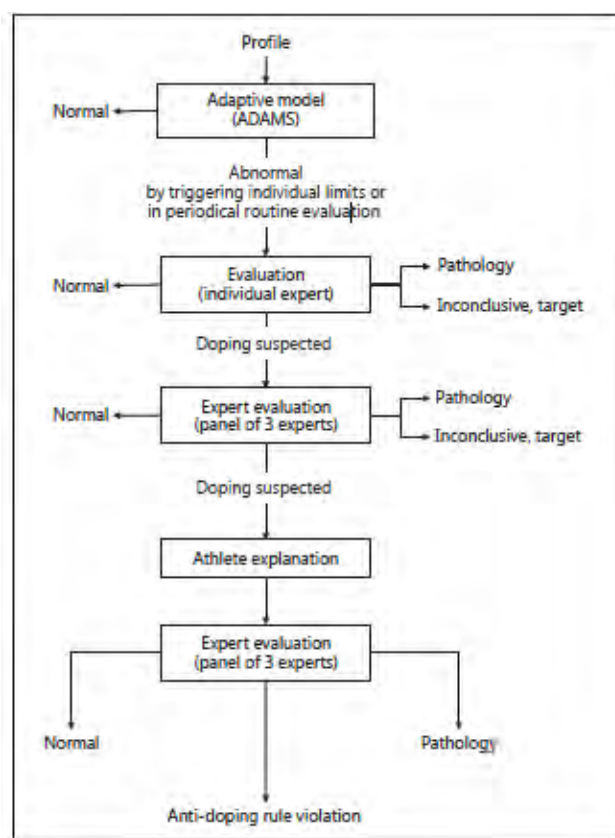 Profile
Normal
Adaptive model
(ADAMS)
Abnormal
by triggering individual limits or
in periodical routine evaluation
Normal
Evaluation
(individual expert)
Pathology
Inconclusive, target
Doping suspected
Normal
Expert evaluation
(panel of 3 experts)
Pathology
Inconclusive, target
Doping suspected
Athlete explanation
Expert evaluation
(panel of 3 experts)
Normal
Pathology
Anti-doping rule violation